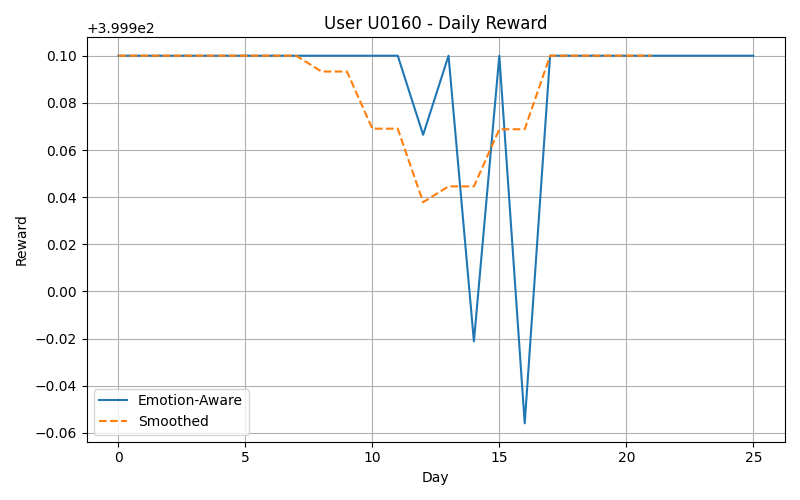 User U0160 - Daily Reward
+3.999e2
0.10
0.08
0.06
0.04
0.02
0.00
−0.02
−0.04
−0.06
Reward
Emotion-Aware
Smoothed
0 5 10 15 20 25
Day